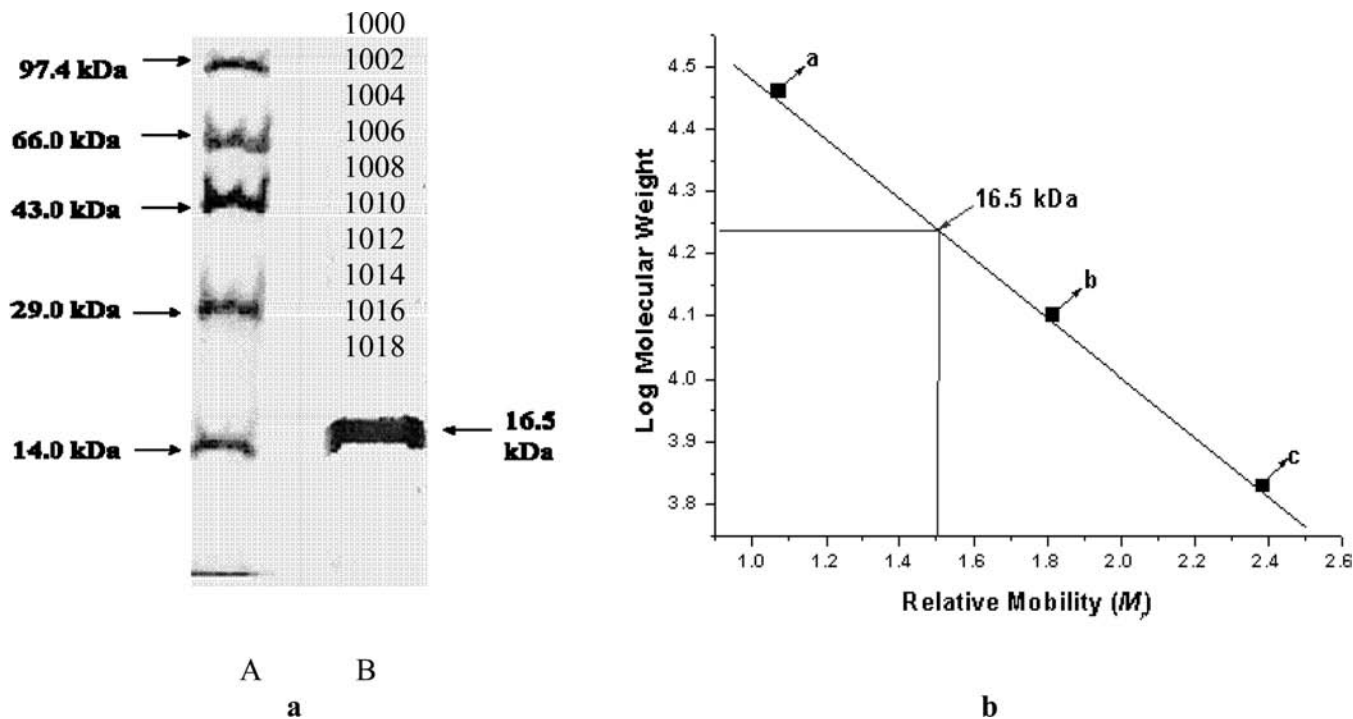 1000
1002
1004
1006
1008
1010
1012
1014
1016
1018
97.4 kDa
66.0 kDa
43.0 kDa
29.0 kDa
14.0 kDa
16.5
kDa
A B
a
Log Molecular Weight
4.5
4.4
4.3
4.2
4.1
4.0
3.9
3.8
a
16.5 kDa
b
c
1.0 1.2 1.4 1.6 1.8 2.0 2.2 2.4 2.6
Relative Mobility (Mr)
b